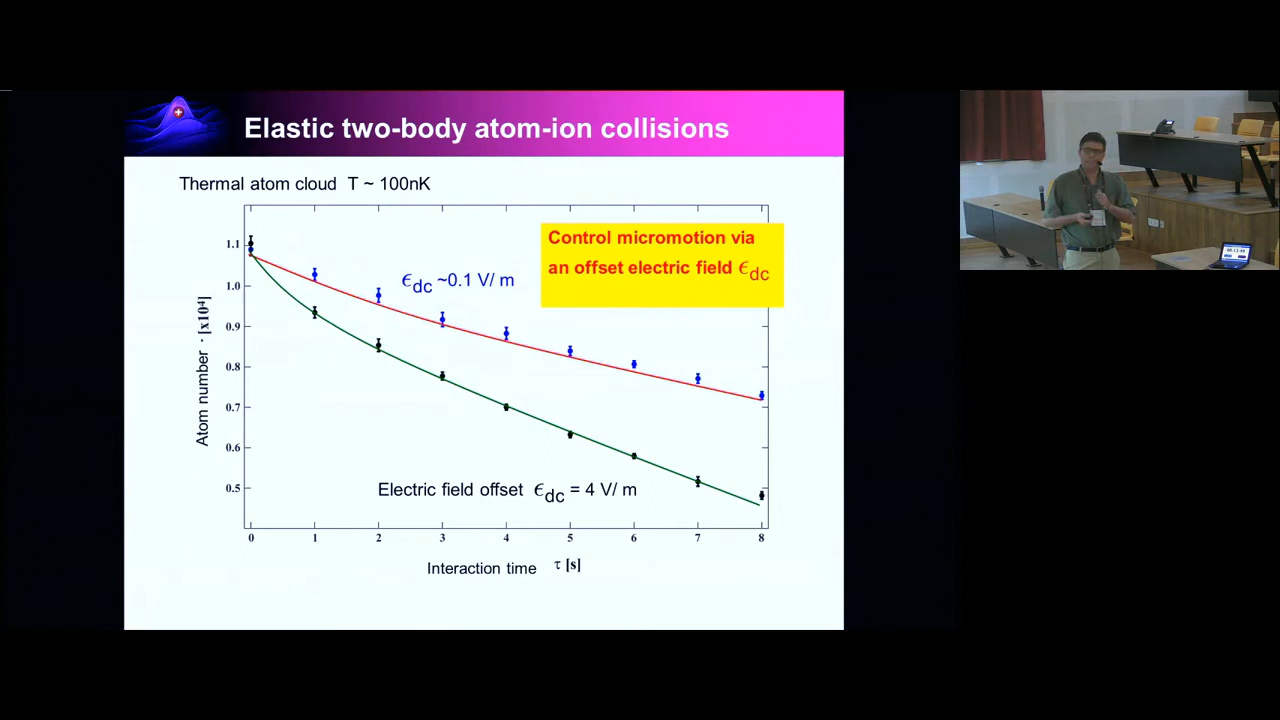 Elastic two-body atom-ion collisions
Thermal atom cloud T ~ 100nK
Control micromotion via
an offset electric field ϵdc
ϵdc ~0.1 V/ m
Electric field offset ϵdc = 4 V/ m
Atom number · [x10⁴]
1.1
1.0
0.9
0.8
0.7
0.6
0.5
0 1 2 3 4 5 6 7 8
Interaction time τ [s]